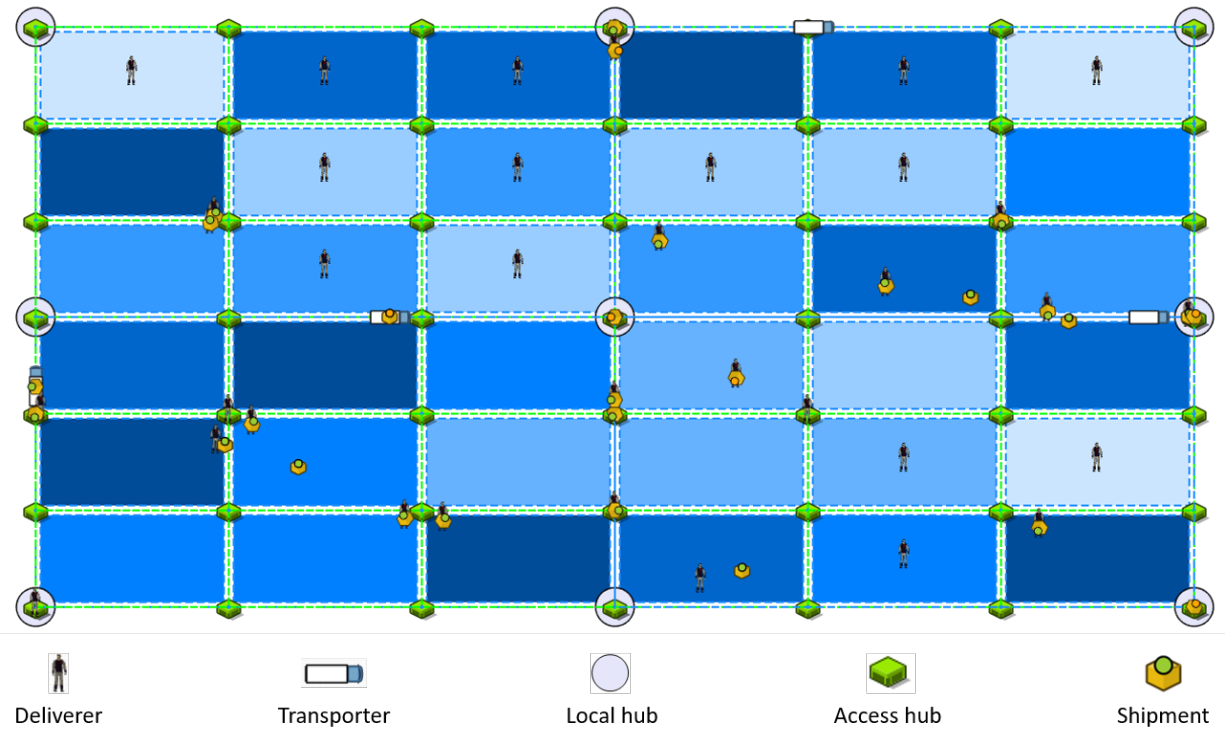 Deliverer
Transporter
Local hub
Access hub
Shipment